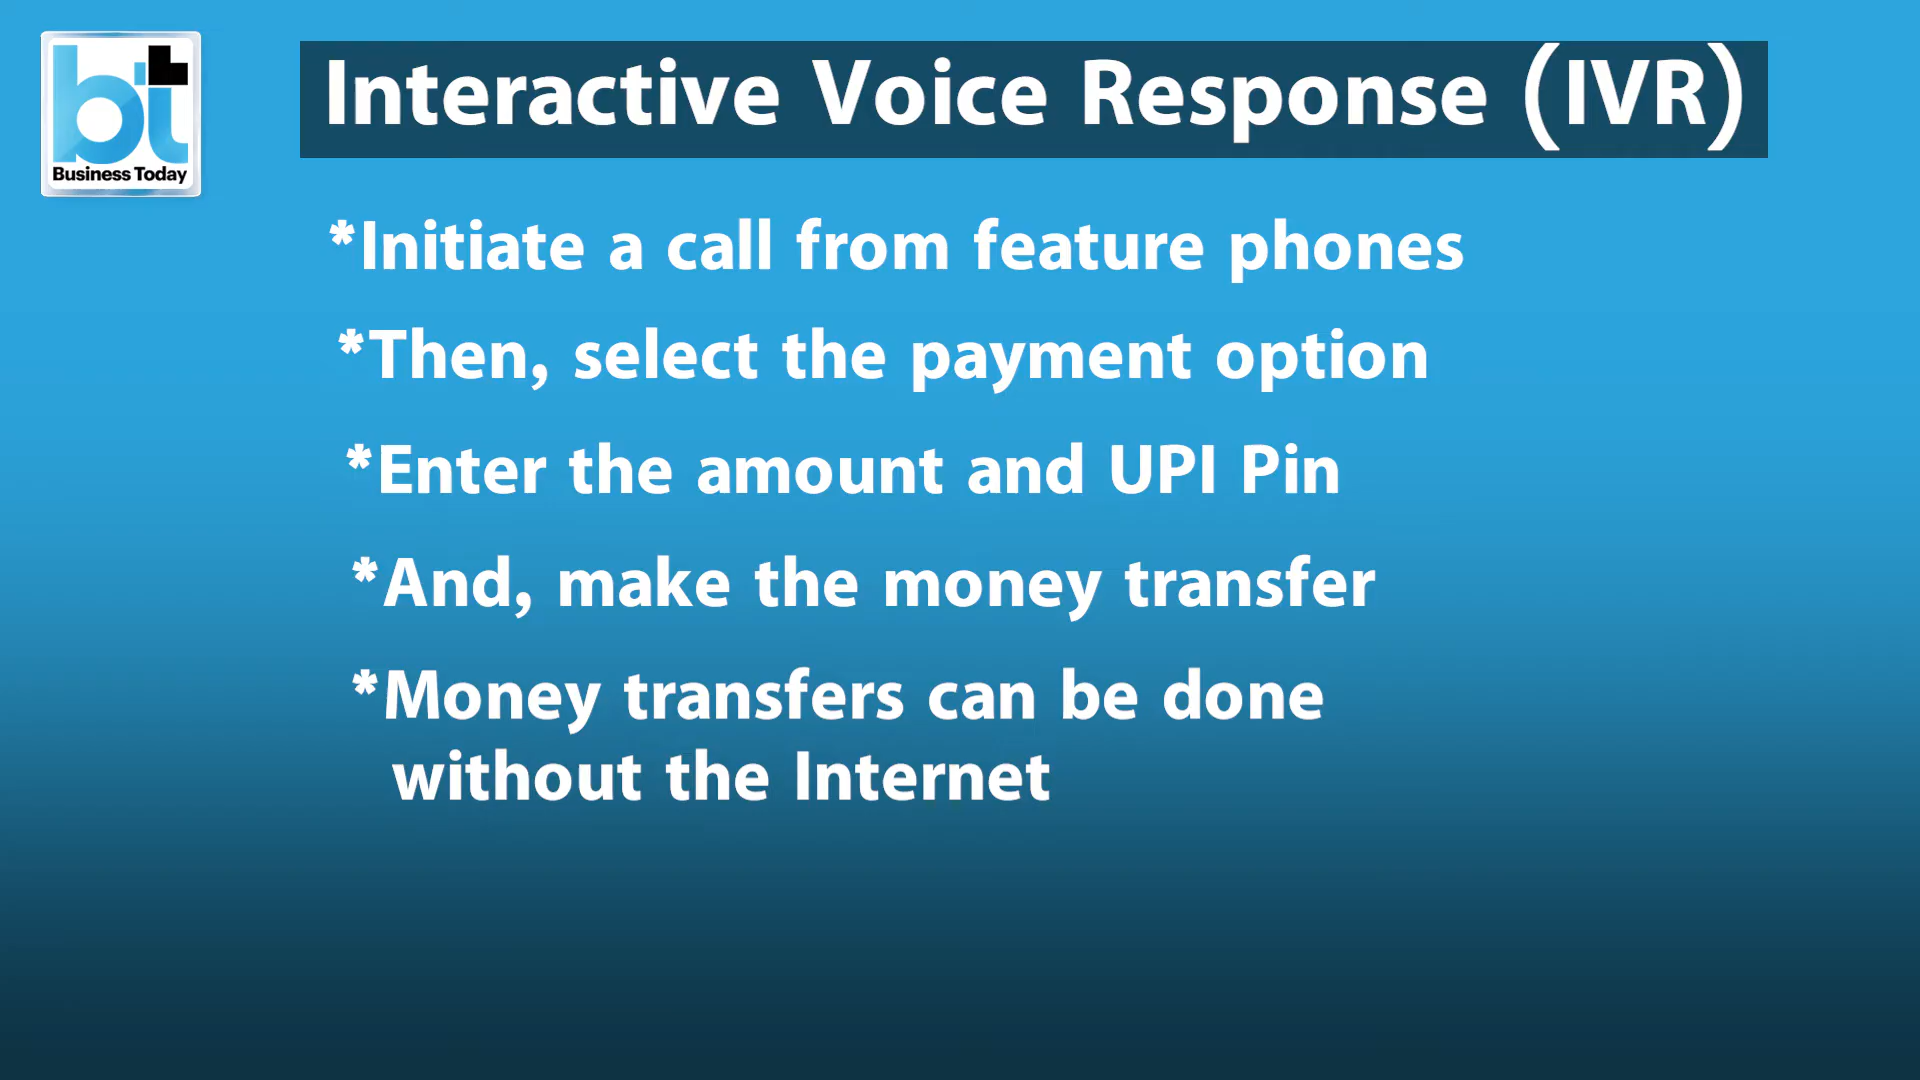 bt
Business Today
Interactive Voice Response (IVR)
*Initiate a call from feature phones
*Then, select the payment option
*Enter the amount and UPI Pin
*And, make the money transfer
*Money transfers can be done
without the Internet